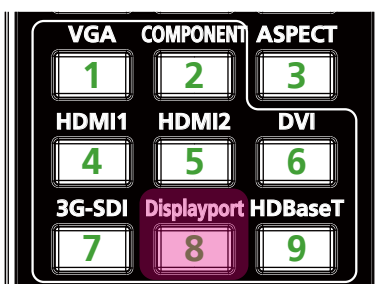 VGA COMPONENT ASPECT
1 2 3
HDMI1 HDMI2 DVI
4 5 6
3G-SDI Displayport HDBaseT
7 8 9